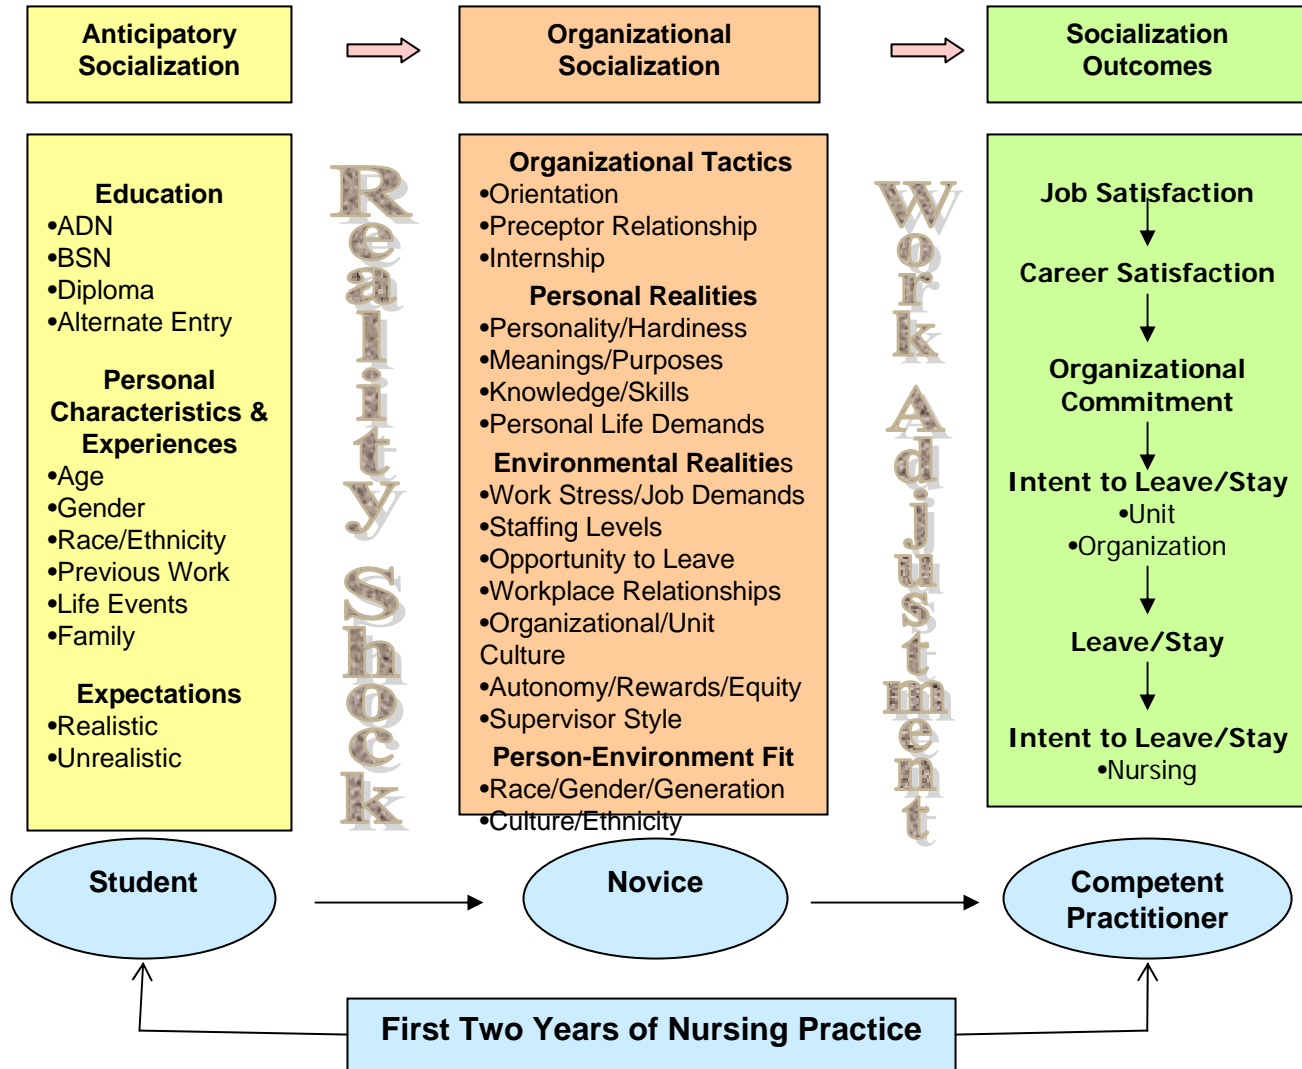 Anticipatory
Socialization
Organizational
Socialization
Socialization
Outcomes
Education
•ADN
•BSN
•Diploma
•Alternate Entry
Personal
Characteristics &
Experiences
•Age
•Gender
•Race/Ethnicity
•Previous Work
•Life Events
•Family
Expectations
•Realistic
•Unrealistic
Reality Shock
Organizational Tactics
•Orientation
•Preceptor Relationship
•Internship
Personal Realities
•Personality/Hardiness
•Meanings/Purposes
•Knowledge/Skills
•Personal Life Demands
Environmental Realities
•Work Stress/Job Demands
•Staffing Levels
•Opportunity to Leave
•Workplace Relationships
•Organizational/Unit
Culture
•Autonomy/Rewards/Equity
•Supervisor Style
Person-Environment Fit
•Race/Gender/Generation
•Culture/Ethnicity
Work Adjustment
Job Satisfaction
Career Satisfaction
Organizational
Commitment
Intent to Leave/Stay
•Unit
•Organization
Leave/Stay
Intent to Leave/Stay
•Nursing
Student
Novice
Competent
Practitioner
First Two Years of Nursing Practice